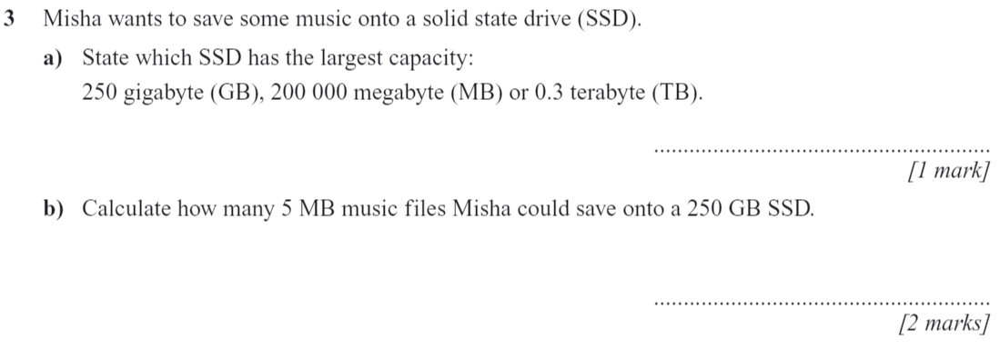 3 Misha wants to save some music onto a solid state drive (SSD).
a) State which SSD has the largest capacity:
250 gigabyte (GB), 200 000 megabyte (MB) or 0.3 terabyte (TB).
................................................................
[1 mark]
b) Calculate how many 5 MB music files Misha could save onto a 250 GB SSD.
................................................................
[2 marks]